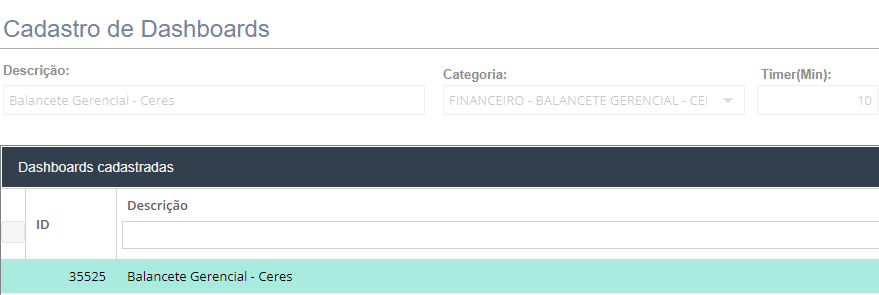 Cadastro de Dashboards
Descrição: Categoria: Timer(Min):
Balancete Gerencial - Ceres FINANCEIRO - BALANCETE GERENCIAL - CEI 10
Dashboards cadastradas
ID Descrição
35525 Balancete Gerencial - Ceres